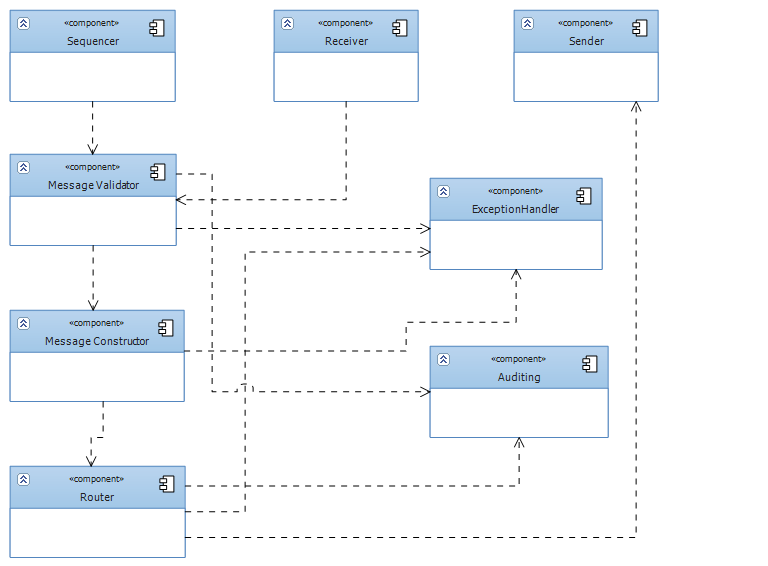 «component»
Sequencer
«component»
Receiver
«component»
Sender
«component»
Message Validator
«component»
ExceptionHandler
«component»
Message Constructor
«component»
Auditing
«component»
Router